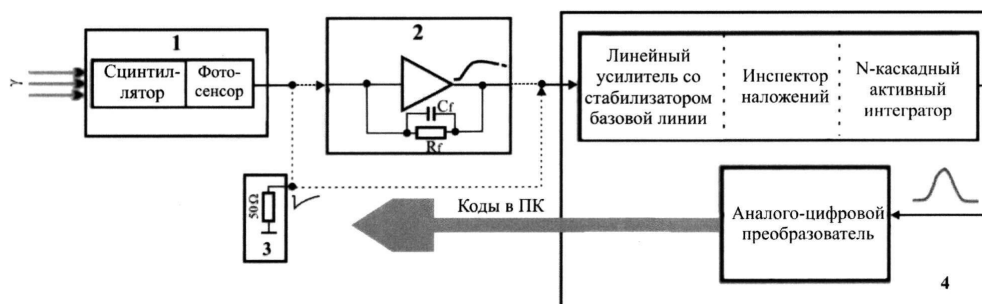 1
Сцинтил-
лятор
Фото-
сенсор
γ
2
Cf
Rf
50Ω
3
Линейный
усилитель со
стабилизатором
базовой линии
Инспектор
наложений
N-каскадный
активный
интегратор
Коды в ПК
Аналого-цифровой
преобразователь
4